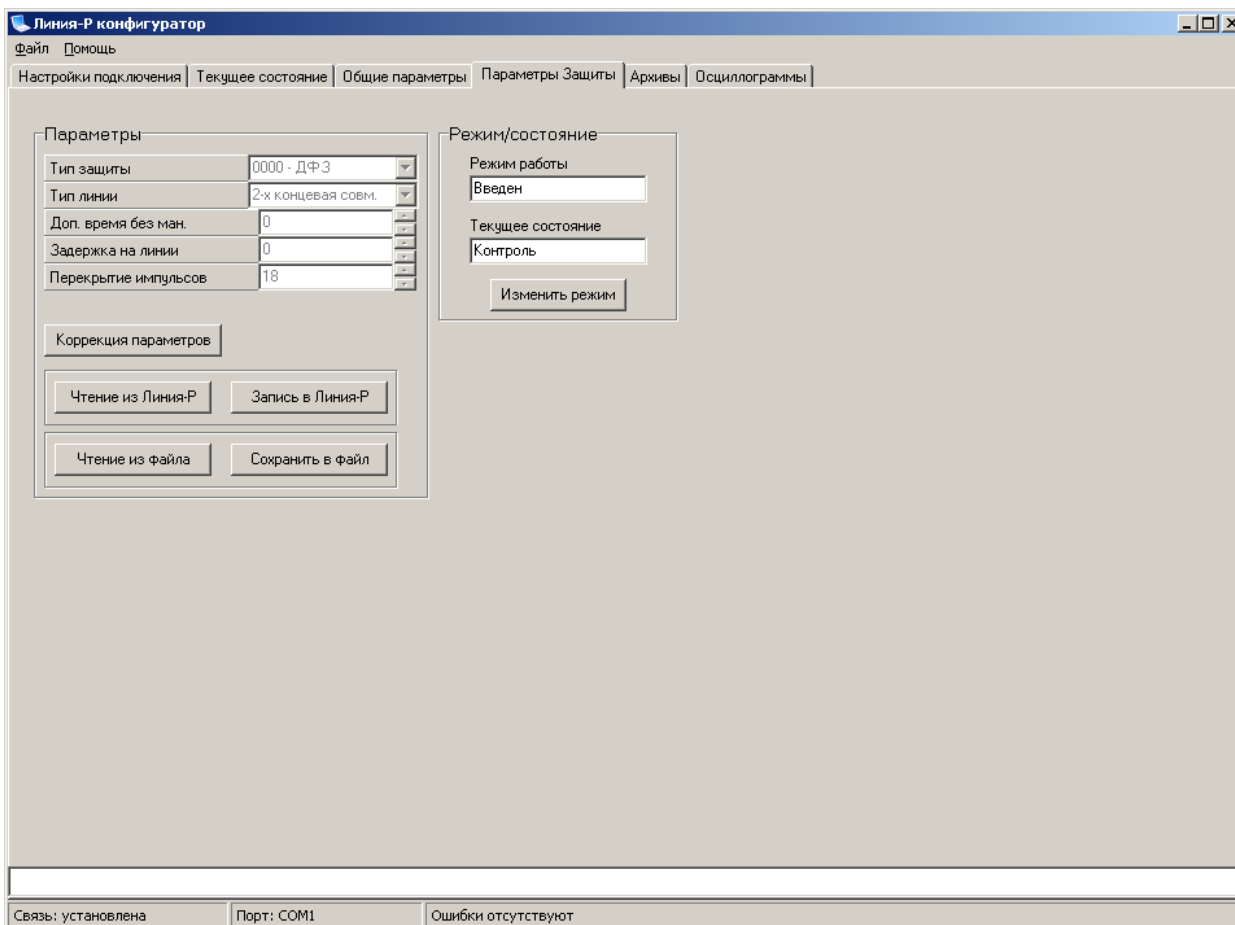 Линия-Р конфигуратор
Файл Помощь
Настройки подключения Текущее состояние Общие параметры Параметры Защиты Архивы Осциллограммы
Параметры
Тип защиты 0000 - ДФЗ
Тип линии 2-х концевая совм.
Доп. время без ман. 0
Задержка на линии 0
Перекрытие импульсов 18
Коррекция параметров
Чтение из Линия-Р Запись в Линия-Р
Чтение из файла Сохранить в файл
Режим/состояние
Режим работы
Введен
Текущее состояние
Контроль
Изменить режим
Связь: установлена Порт: COM1 Ошибки отсутствуют